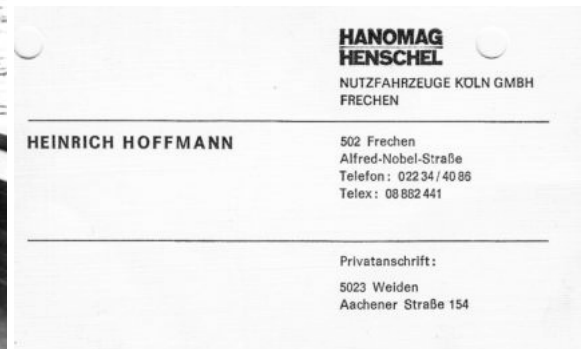 HANOMAG
HENSCHEL
NUTZFAHRZEUGE KÖLN GMBH
FRECHEN
HEINRICH HOFFMANN
502 Frechen
Alfred-Nobel-Straße
Telefon: 02234/4086
Telex: 08882441
Privatanschrift:
5023 Weiden
Aachener Straße 154